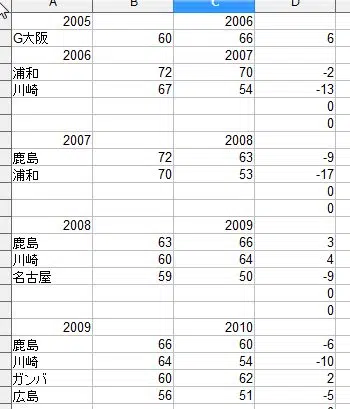 A B C D
2005 2006
G大阪 60 66 6
2006 2007
浦和 72 70 -2
川崎 67 54 -13
0
0
2007 2008
鹿島 72 63 -9
浦和 70 53 -17
0
0
2008 2009
鹿島 63 66 3
川崎 60 64 4
名古屋 59 50 -9
0
0
2009 2010
鹿島 66 60 -6
川崎 64 54 -10
ガンバ 60 62 2
広島 56 51 -5